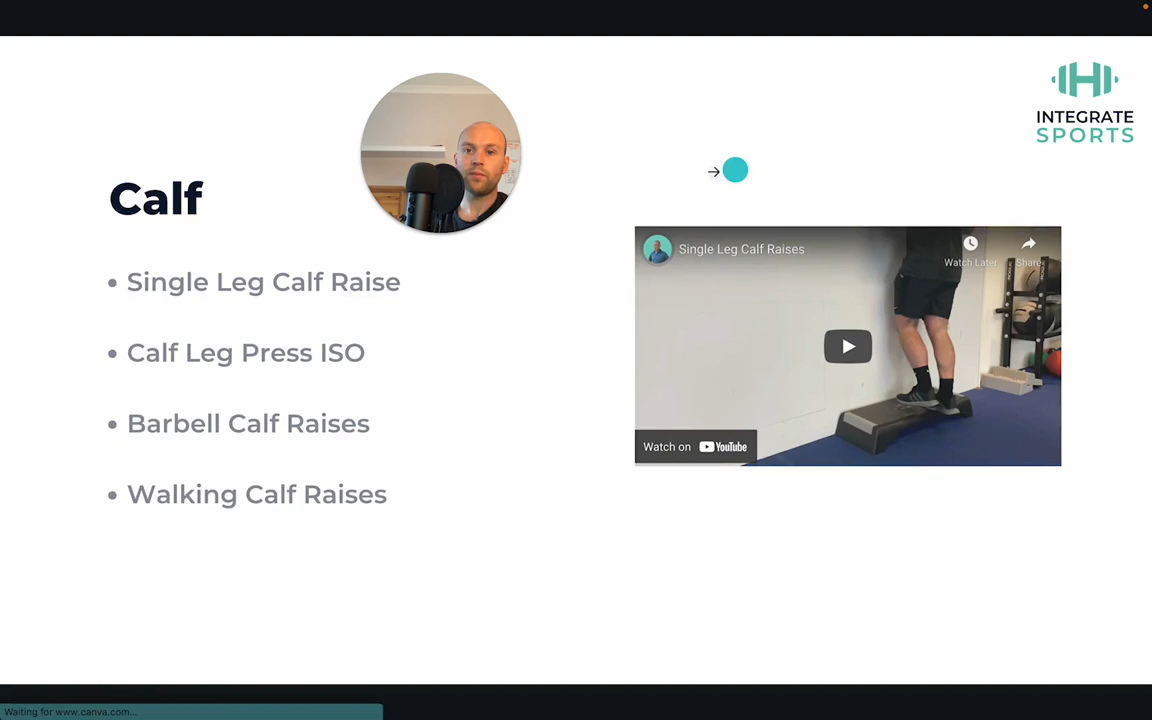 INTEGRATE
SPORTS
Calf
• Single Leg Calf Raise
• Calf Leg Press ISO
• Barbell Calf Raises
• Walking Calf Raises
Single Leg Calf Raises
Watch Later
Share
Watch on YouTube
Waiting for www.canva.com...